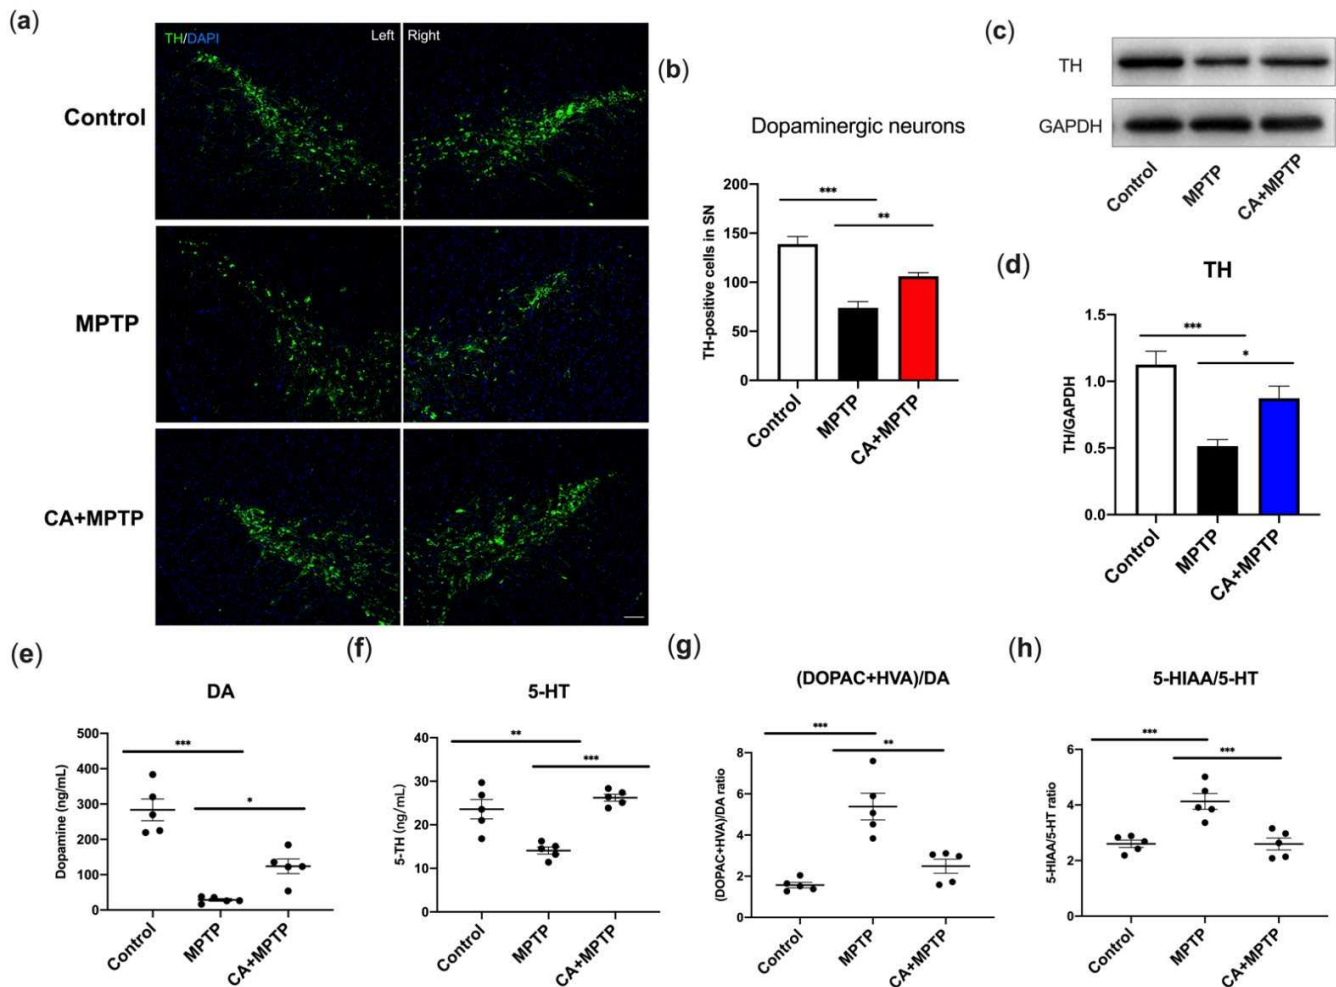 (a)
TH/DAPI
Left
Right
Control
MPTP
CA+MPTP
(b)
Dopaminergic neurons
TH-positive cells in SN
200
150
100
50
0
***
**
Control
MPTP
CA+MPTP
(c)
TH
GAPDH
Control
MPTP
CA+MPTP
(d)
TH
TH/GAPDH
1.5
1.0
0.5
0.0
***
*
Control
MPTP
CA+MPTP
(e)
DA
Dopamine (ng/mL)
500
400
300
200
100
0
***
*
Control
MPTP
CA+MPTP
(f)
5-HT
5-TH (ng/mL)
40
30
20
10
0
**
***
Control
MPTP
CA+MPTP
(g)
(DOPAC+HVA)/DA
(DOPAC+HVA)/DA ratio
8
6
4
2
0
***
**
Control
MPTP
CA+MPTP
(h)
5-HIAA/5-HT
5-HIAA/5-HT ratio
6
4
2
0
***
***
Control
MPTP
CA+MPTP